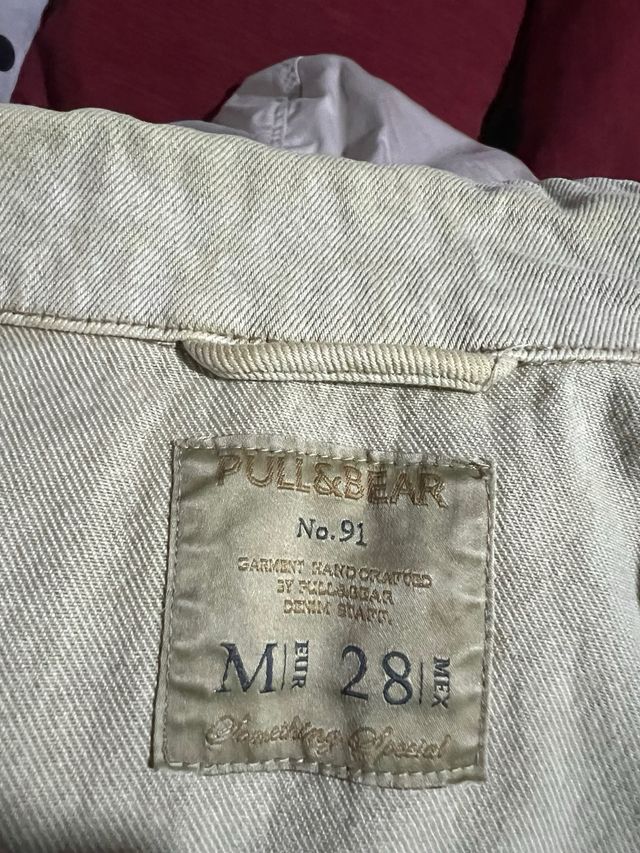 PULL&BEAR
No.91
GARMENT HANDCRAFTED
BY PULL&BEAR
DENIM STAFF.
M EUR 28 MEX
Something Special